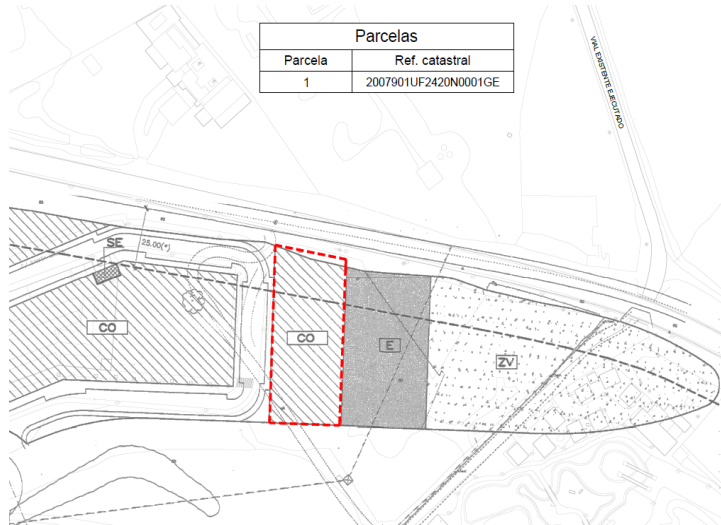 Parcelas
Parcela Ref. catastral
1 2007901UF2420N0001GE
VIAL EXISTENTE EJECUTADO
SE
25.00(*)
CO
CO
E
ZV